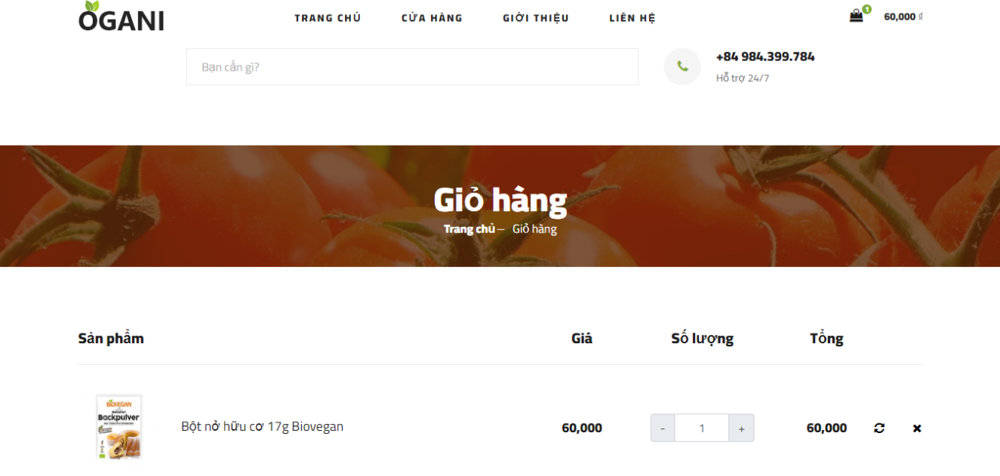 OGANI
TRANG CHỦ CỬA HÀNG GIỚI THIỆU LIÊN HỆ
1
60,000 ₫
Bạn cần gì?
+84 984.399.784
Hỗ trợ 24/7
Giỏ hàng
Trang chủ – Giỏ hàng
Sản phẩm Giá Số lượng Tổng
BIOVEGAN
Backpulver
Bột nở hữu cơ 17g Biovegan 60,000 - 1 + 60,000